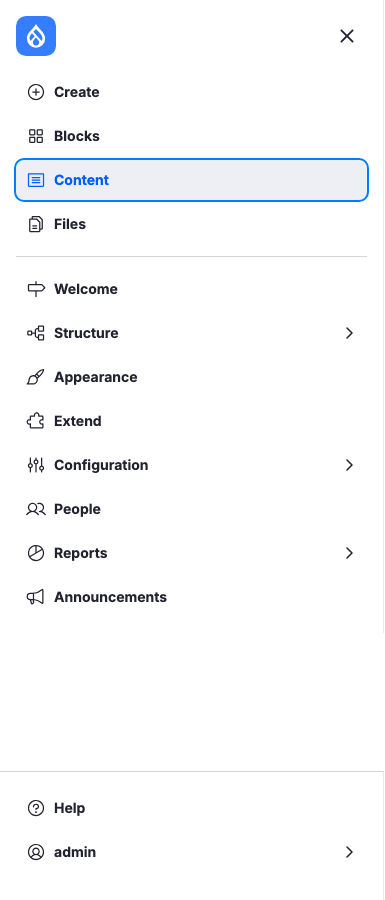 Create
Blocks
Content
Files
Welcome
Structure
Appearance
Extend
Configuration
People
Reports
Announcements
Help
admin